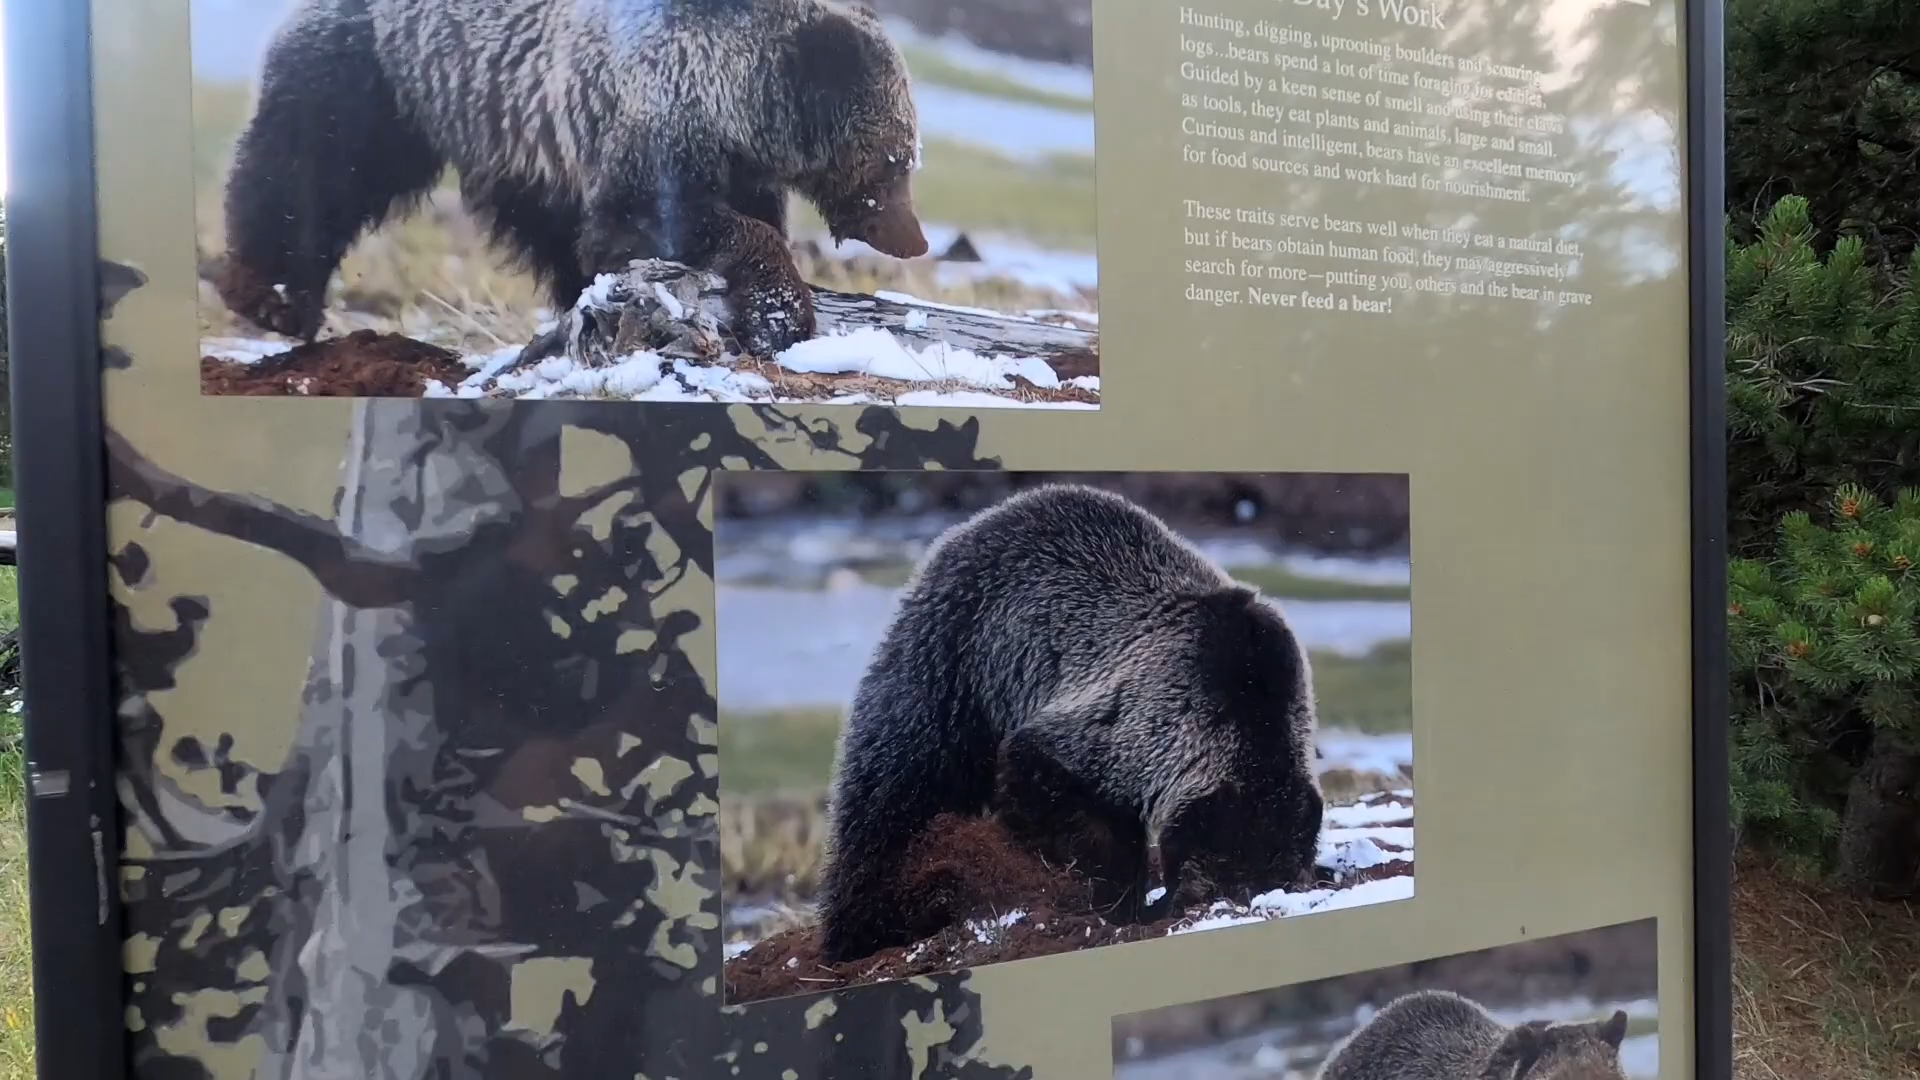 Day's Work
Hunting, digging, uprooting boulders and scouring
logs...bears spend a lot of time foraging for edibles.
Guided by a keen sense of smell and using their claws
as tools, they eat plants and animals, large and small.
Curious and intelligent, bears have an excellent memory
for food sources and work hard for nourishment.
These traits serve bears well when they eat a natural diet,
but if bears obtain human food, they may aggressively
search for more—putting you, others and the bear in grave
danger. Never feed a bear!